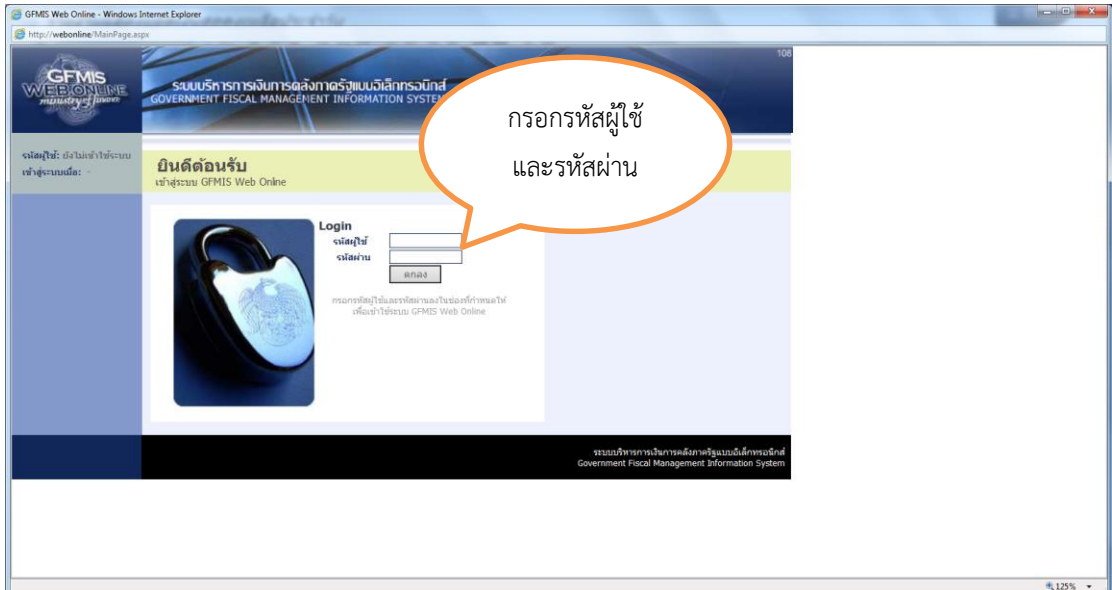 GFMIS Web Online - Windows Internet Explorer
http://webonline/MainPage.aspx
GFMIS
WEB ONLINE
ministry of finance
ระบบบริหารการเงินการคลังภาครัฐแบบอิเล็กทรอนิกส์
GOVERNMENT FISCAL MANAGEMENT INFORMATION SYSTEM
108
กรอกรหัสผู้ใช้
และรหัสผ่าน
รหัสผู้ใช้: ยังไม่เข้าใช้ระบบ
เข้าสู่ระบบเมื่อ: -
ยินดีต้อนรับ
เข้าสู่ระบบ GFMIS Web Online
Login
รหัสผู้ใช้
รหัสผ่าน
ตกลง
กรอกรหัสผู้ใช้และรหัสผ่านลงในช่องที่กำหนดให้
เพื่อเข้าใช้ระบบ GFMIS Web Online
ระบบบริหารการเงินการคลังภาครัฐแบบอิเล็กทรอนิกส์
Government Fiscal Management Information System
125%